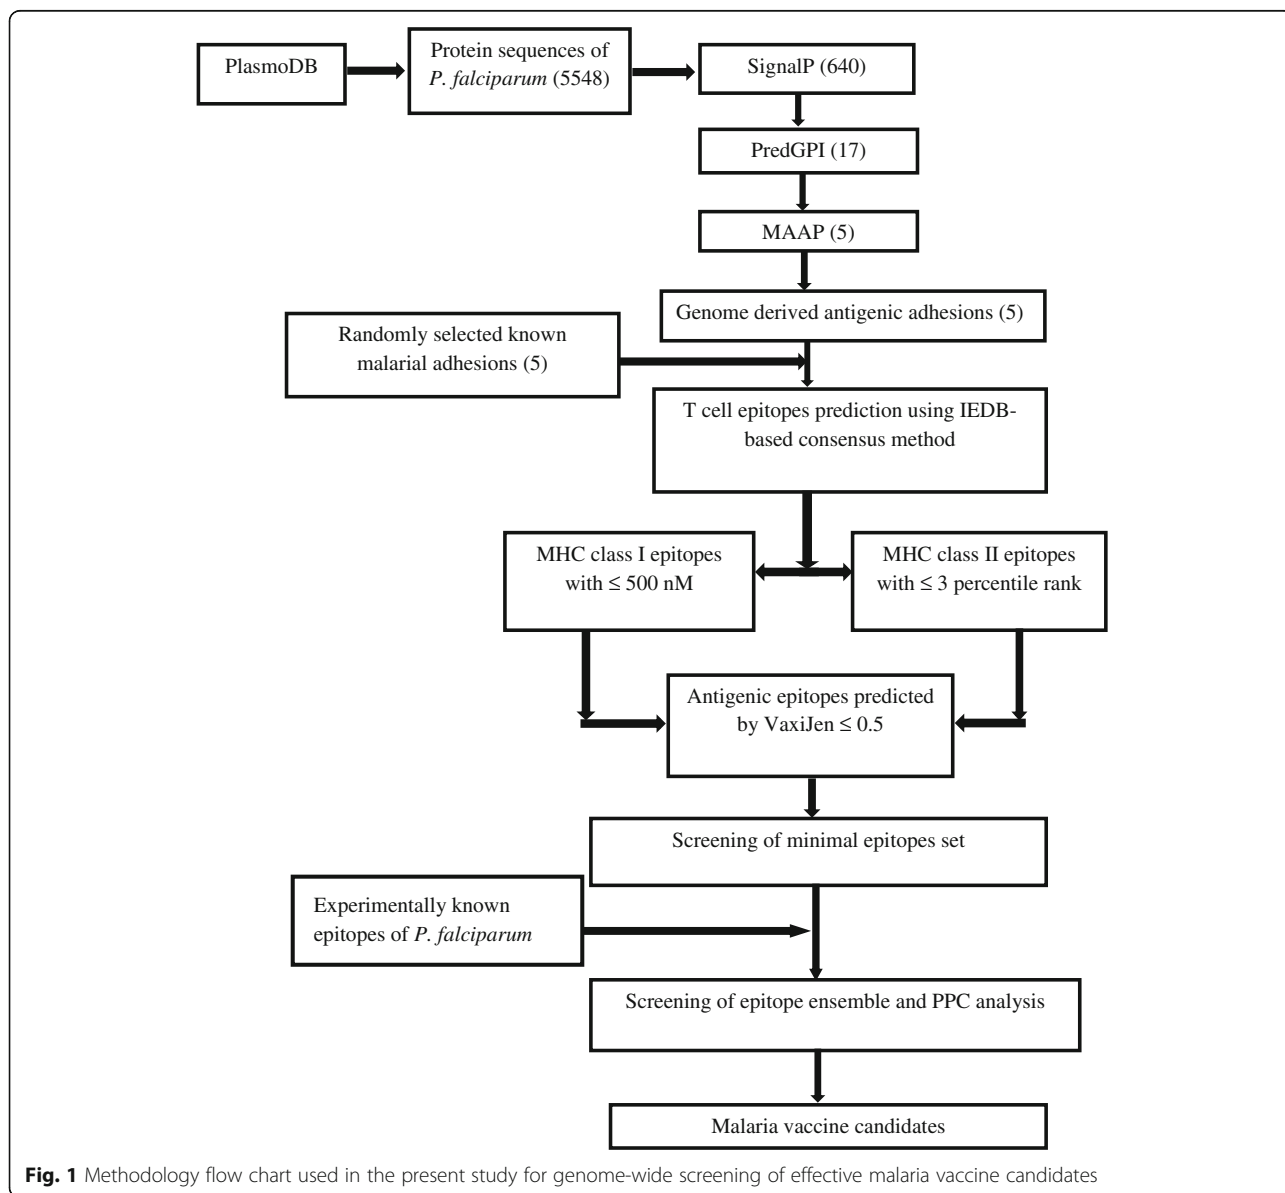 PlasmoDB
Protein sequences of
P. falciparum (5548)
SignalP (640)
PredGPI (17)
MAAP (5)
Genome derived antigenic adhesions (5)
Randomly selected known
malarial adhesions (5)
T cell epitopes prediction using IEDB-
based consensus method
MHC class I epitopes
with ≤ 500 nM
MHC class II epitopes
with ≤ 3 percentile rank
Antigenic epitopes predicted
by VaxiJen ≤ 0.5
Screening of minimal epitopes set
Experimentally known
epitopes of P. falciparum
Screening of epitope ensemble and PPC analysis
Malaria vaccine candidates
Fig. 1 Methodology flow chart used in the present study for genome-wide screening of effective malaria vaccine candidates